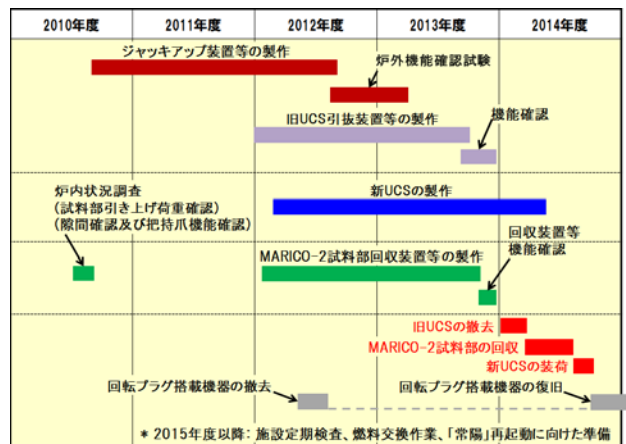 2010年度 2011年度 2012年度 2013年度 2014年度
ジャッキアップ装置等の製作
炉外機能確認試験
旧UCS引抜装置等の製作
機能確認
炉内状況調査
(試料部引き上げ荷重確認)
(隙間確認及び把持爪機能確認)
新UCSの製作
回収装置等
機能確認
MARICO-2試料部回収装置等の製作
旧UCSの撤去
MARICO-2試料部の回収
新UCSの装荷
回転プラグ搭載機器の撤去
回転プラグ搭載機器の復旧
* 2015年度以降: 施設定期検査、燃料交換作業、「常陽」再起動に向けた準備